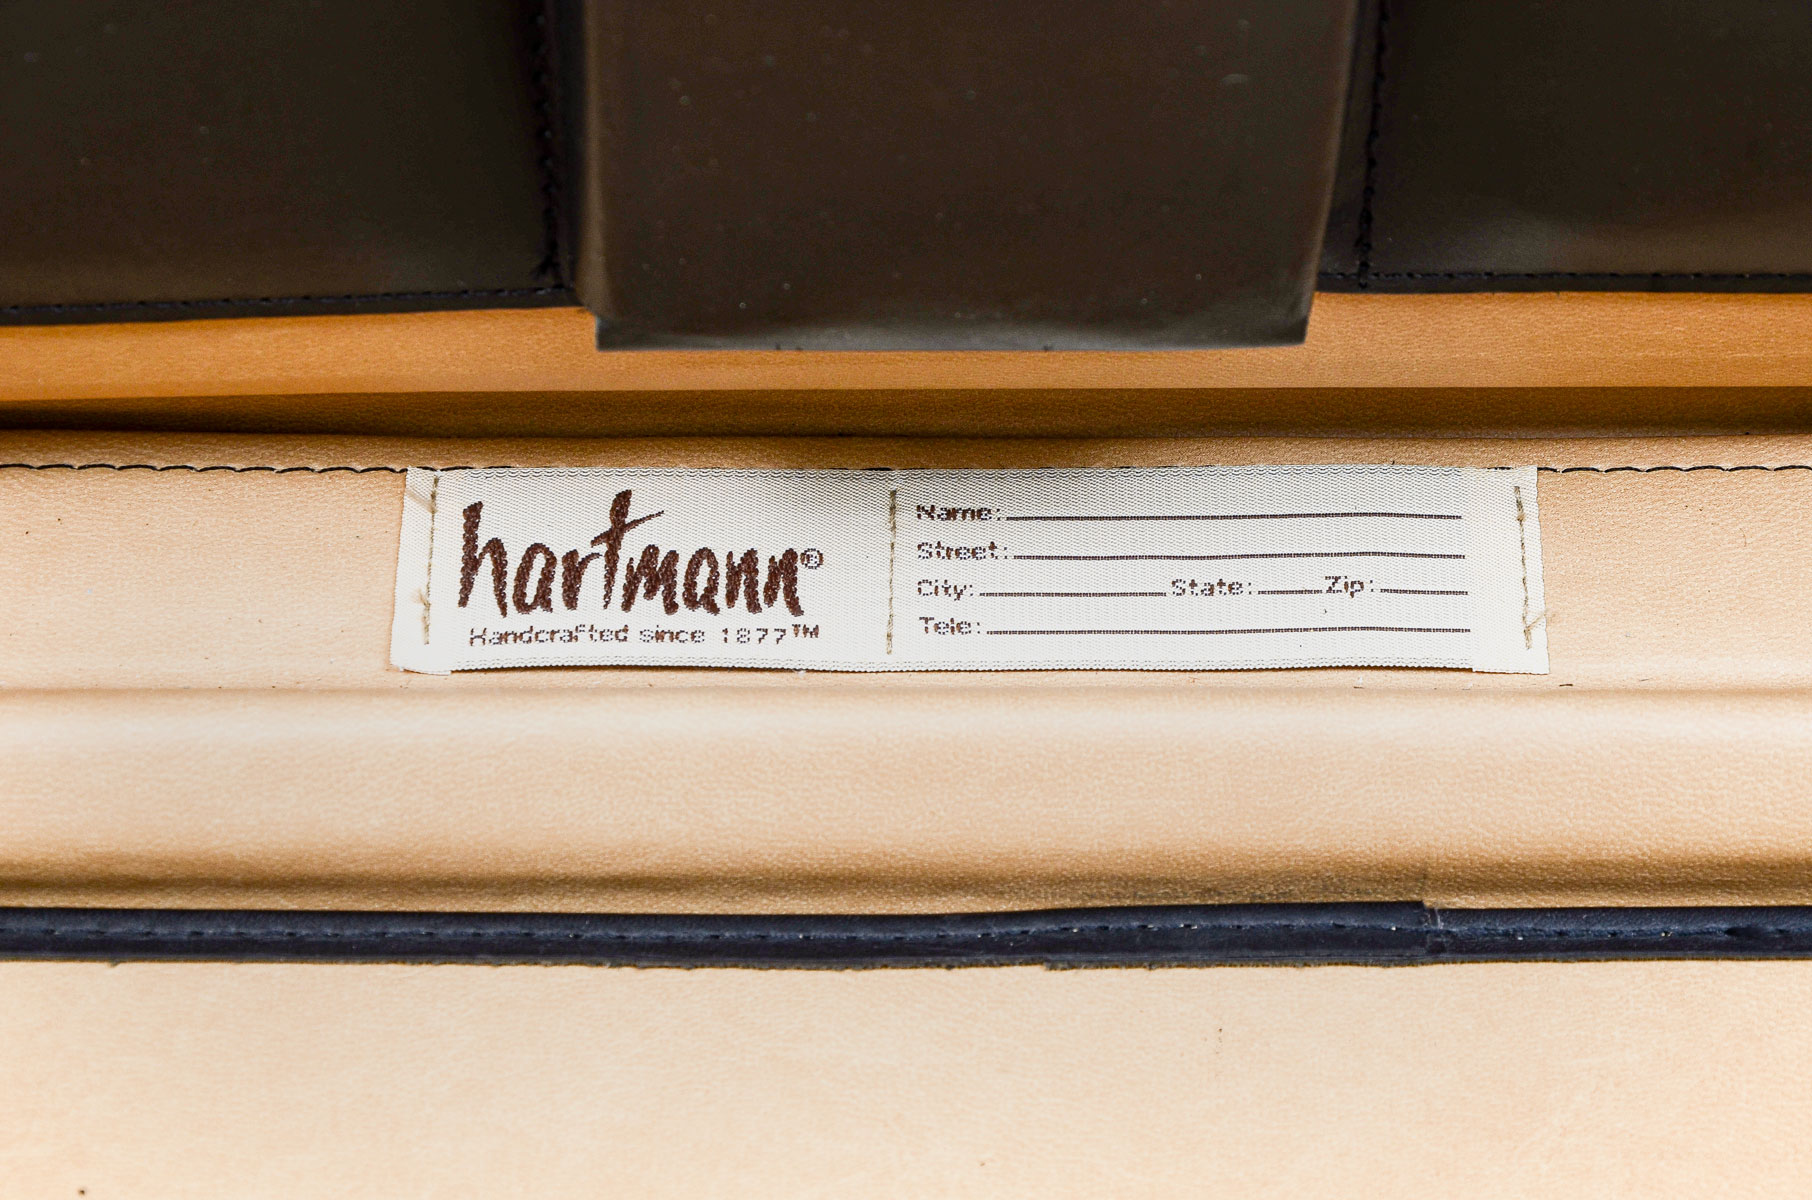 hartmann®
Handcrafted since 1877™
Name:
Street:
City: State: Zip:
Tele: